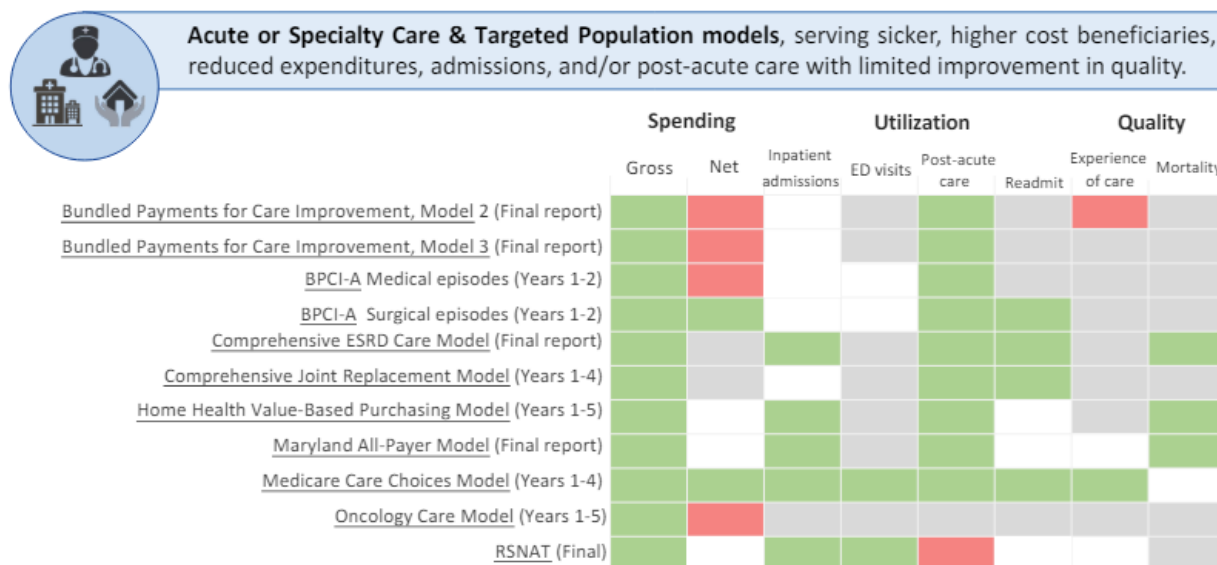 Acute or Specialty Care & Targeted Population models, serving sicker, higher cost beneficiaries,
reduced expenditures, admissions, and/or post-acute care with limited improvement in quality.
Spending Utilization Quality
Gross Net Inpatient admissions ED visits Post-acute care Readmit Experience of care Mortality
Bundled Payments for Care Improvement, Model 2 (Final report)
Bundled Payments for Care Improvement, Model 3 (Final report)
BPCI-A Medical episodes (Years 1-2)
BPCI-A Surgical episodes (Years 1-2)
Comprehensive ESRD Care Model (Final report)
Comprehensive Joint Replacement Model (Years 1-4)
Home Health Value-Based Purchasing Model (Years 1-5)
Maryland All-Payer Model (Final report)
Medicare Care Choices Model (Years 1-4)
Oncology Care Model (Years 1-5)
RSNAT (Final)